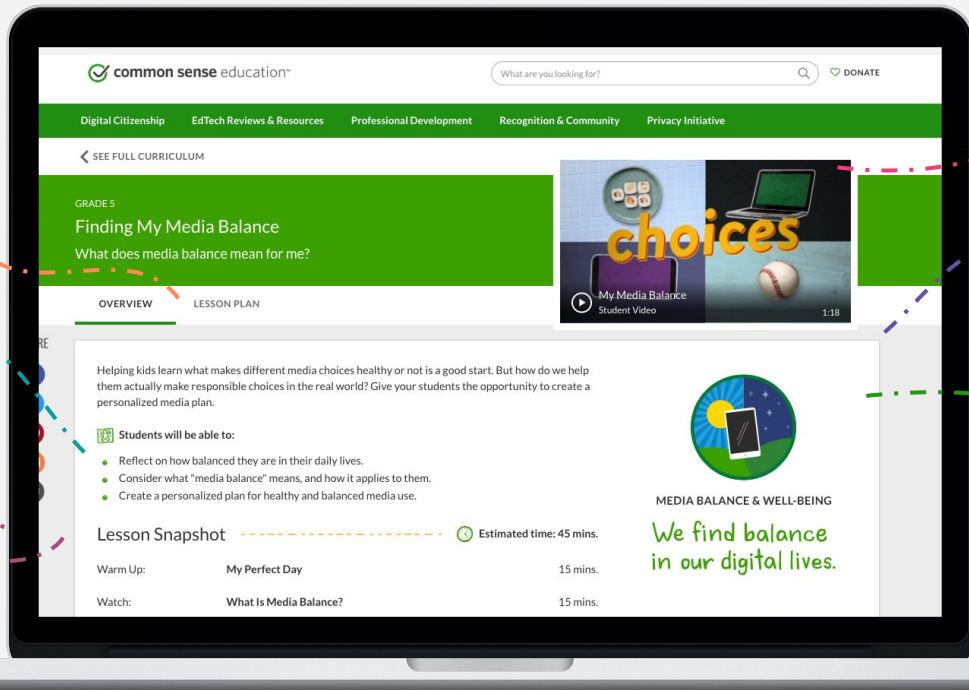 common sense education
What are you looking for?
DONATE
Digital Citizenship EdTech Reviews & Resources Professional Development Recognition & Community Privacy Initiative
SEE FULL CURRICULUM
GRADE 5
Finding My Media Balance
What does media balance mean for me?
choices
My Media Balance
Student Video
1:18
OVERVIEW LESSON PLAN
RE
Helping kids learn what makes different media choices healthy or not is a good start. But how do we help
them actually make responsible choices in the real world? Give your students the opportunity to create a
personalized media plan.
Students will be able to:
Reflect on how balanced they are in their daily lives.
Consider what "media balance" means, and how it applies to them.
Create a personalized plan for healthy and balanced media use.
MEDIA BALANCE & WELL-BEING
We find balance
in our digital lives.
Lesson Snapshot Estimated time: 45 mins.
Warm Up: My Perfect Day 15 mins.
Watch: What Is Media Balance? 15 mins.